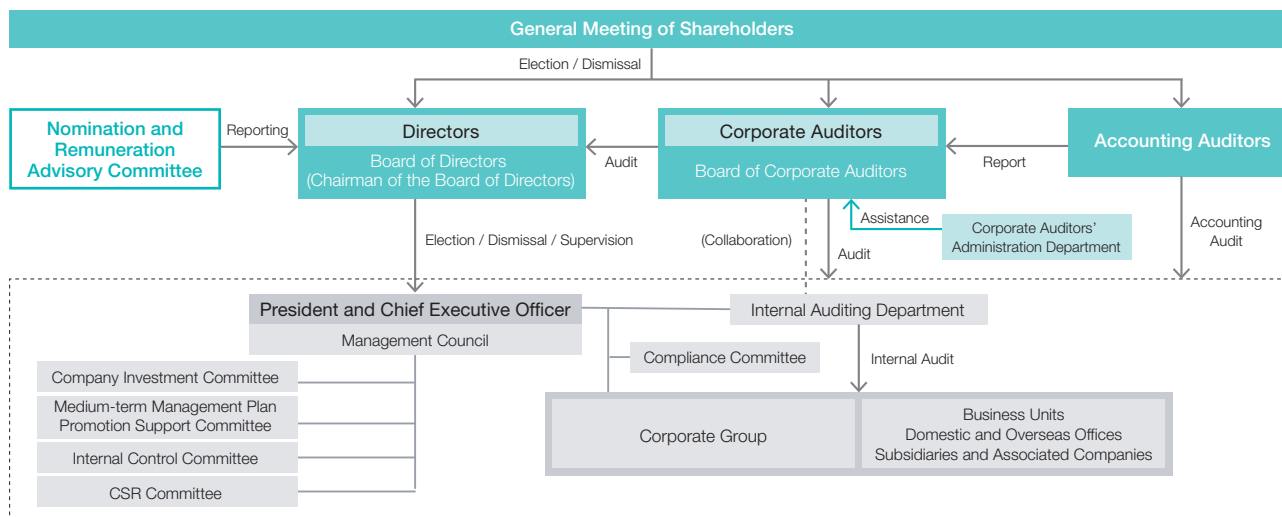 General Meeting of Shareholders
Election / Dismissal
Nomination and
Remuneration
Advisory Committee
Reporting
Directors
Board of Directors
(Chairman of the Board of Directors)
Audit
Corporate Auditors
Board of Corporate Auditors
Report
Accounting Auditors
Election / Dismissal / Supervision
(Collaboration)
Assistance
Audit
Corporate Auditors’
Administration Department
Accounting
Audit
President and Chief Executive Officer
Management Council
Internal Auditing Department
Compliance Committee
Internal Audit
Company Investment Committee
Medium-term Management Plan
Promotion Support Committee
Internal Control Committee
CSR Committee
Corporate Group
Business Units
Domestic and Overseas Offices
Subsidiaries and Associated Companies